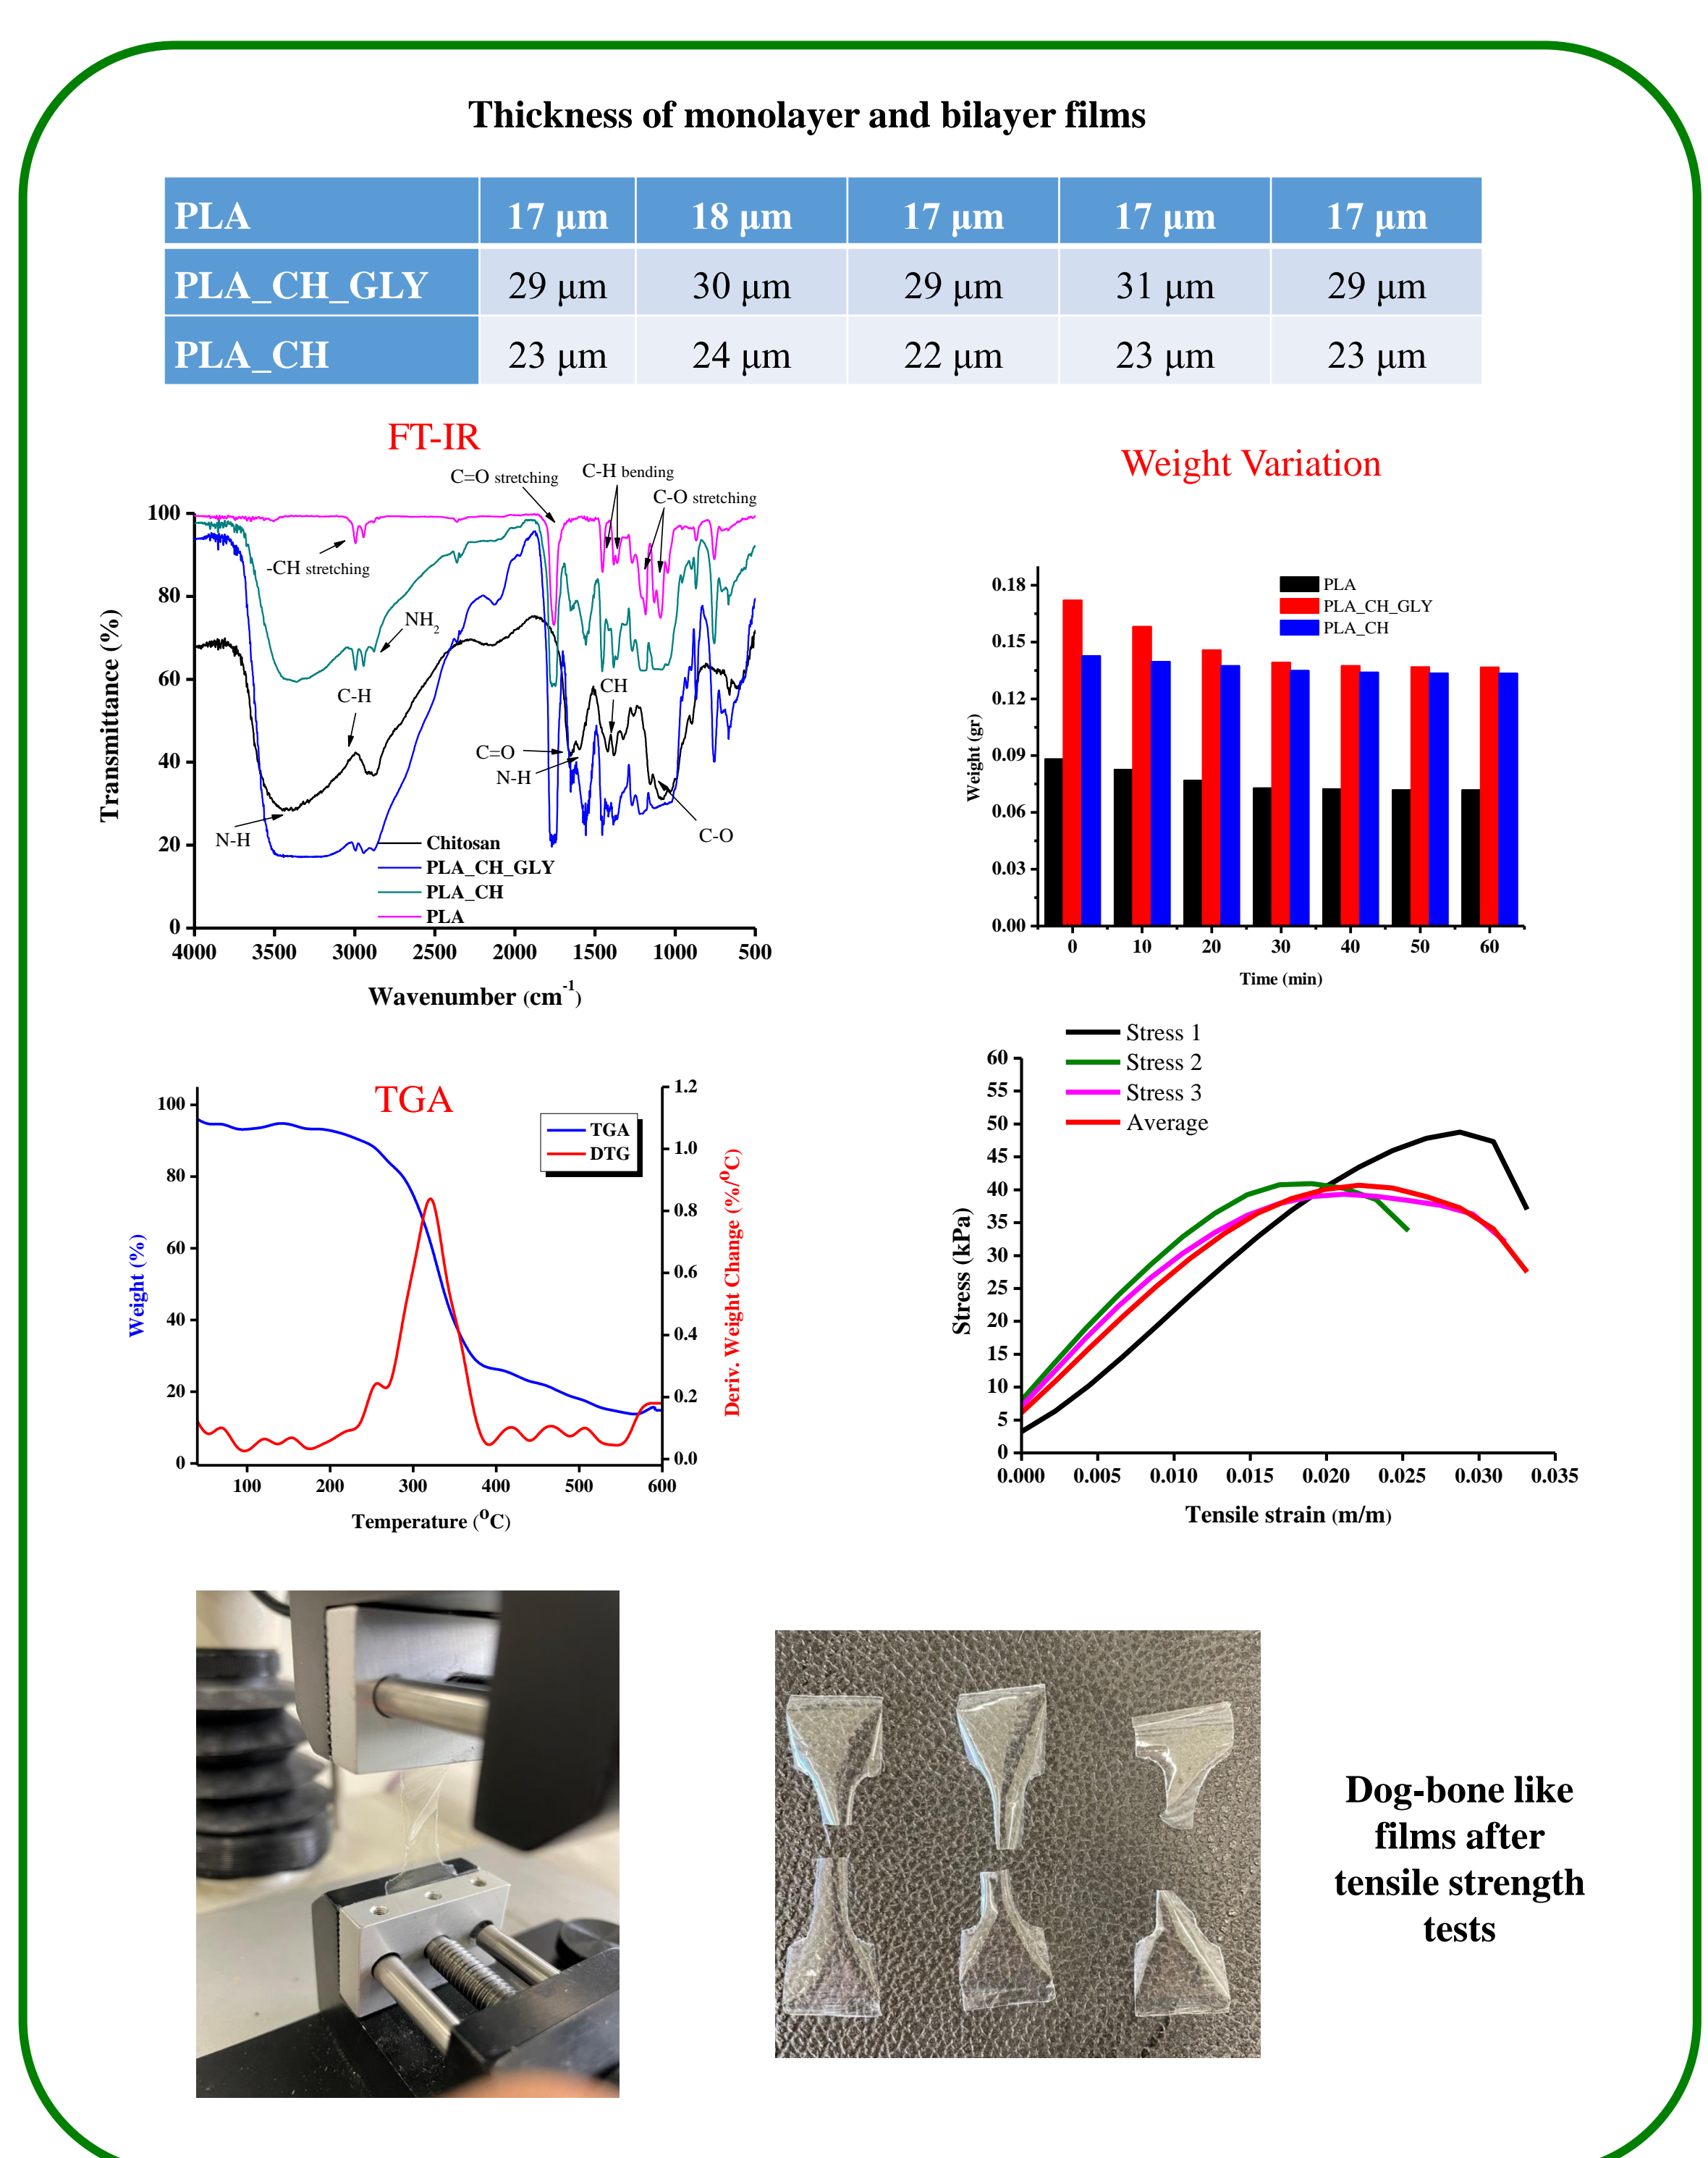 Thickness of monolayer and bilayer films
PLA 17 μm 18 μm 17 μm 17 μm 17 μm
PLA_CH_GLY 29 μm 30 μm 29 μm 31 μm 29 μm
PLA_CH 23 μm 24 μm 22 μm 23 μm 23 μm
FT-IR
C=O stretching
C-H bending
C-O stretching
-CH stretching
NH2
C-H
CH
C=O
N-H
N-H
C-O
Chitosan
PLA_CH_GLY
PLA_CH
PLA
100
80
60
40
20
0
4000 3500 3000 2500 2000 1500 1000 500
Transmittance (%)
Wavenumber (cm-1)
Weight Variation
PLA
PLA_CH_GLY
PLA_CH
0.18
0.15
0.12
0.09
0.06
0.03
0.00
0 10 20 30 40 50 60
Weight (gr)
Time (min)
TGA
TGA
DTG
100
80
60
40
20
0
1.2
1.0
0.8
0.6
0.4
0.2
0.0
100 200 300 400 500 600
Weight (%)
Deriv. Weight Change (%/oC)
Temperature (oC)
Stress 1
Stress 2
Stress 3
Average
60
55
50
45
40
35
30
25
20
15
10
5
0
0.000 0.005 0.010 0.015 0.020 0.025 0.030 0.035
Stress (kPa)
Tensile strain (m/m)
Dog-bone like
films after
tensile strength
tests